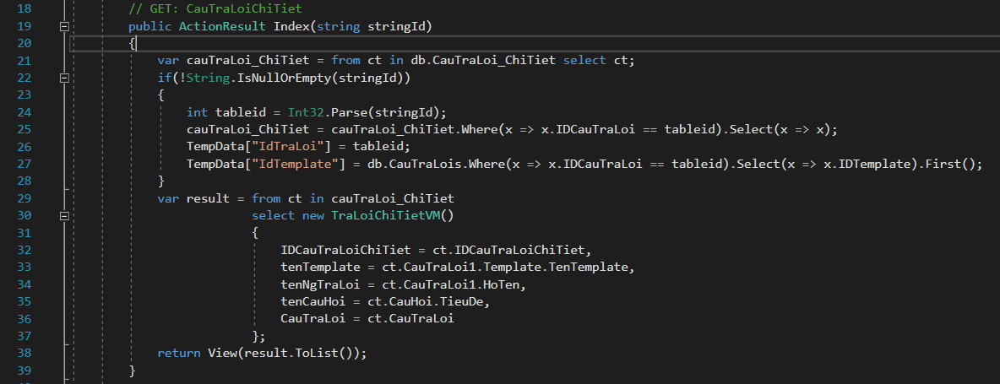 18 // GET: CauTraLoiChiTiet
19 public ActionResult Index(string stringId)
20 {
21 var cauTraLoi_ChiTiet = from ct in db.CauTraLoi_ChiTiet select ct;
22 if(!String.IsNullOrEmpty(stringId))
23 {
24 int tableid = Int32.Parse(stringId);
25 cauTraLoi_ChiTiet = cauTraLoi_ChiTiet.Where(x => x.IDCauTraLoi == tableid).Select(x => x);
26 TempData["IdTraLoi"] = tableid;
27 TempData["IdTemplate"] = db.CauTraLois.Where(x => x.IDCauTraLoi == tableid).Select(x => x.IDTemplate).First();
28 }
29 var result = from ct in cauTraLoi_ChiTiet
30 select new TraLoiChiTietVM()
31 {
32 IDCauTraLoiChiTiet = ct.IDCauTraLoiChiTiet,
33 tenTemplate = ct.CauTraLoi1.Template.TenTemplate,
34 tenNgTraLoi = ct.CauTraLoi1.HoTen,
35 tenCauHoi = ct.CauHoi.TieuDe,
36 CauTraLoi = ct.CauTraLoi
37 };
38 return View(result.ToList());
39 }